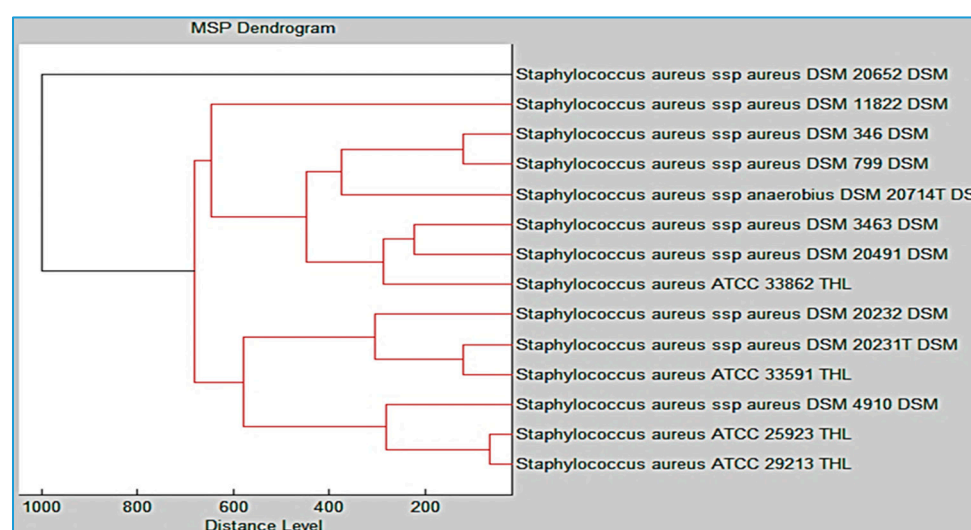 MSP Dendrogram
Staphylococcus aureus ssp aureus DSM 20652 DSM
Staphylococcus aureus ssp aureus DSM 11822 DSM
Staphylococcus aureus ssp aureus DSM 346 DSM
Staphylococcus aureus ssp aureus DSM 799 DSM
Staphylococcus aureus ssp anaerobius DSM 20714T DS
Staphylococcus aureus ssp aureus DSM 3463 DSM
Staphylococcus aureus ssp aureus DSM 20491 DSM
Staphylococcus aureus ATCC 33862 THL
Staphylococcus aureus ssp aureus DSM 20232 DSM
Staphylococcus aureus ssp aureus DSM 20231T DSM
Staphylococcus aureus ATCC 33591 THL
Staphylococcus aureus ssp aureus DSM 4910 DSM
Staphylococcus aureus ATCC 25923 THL
Staphylococcus aureus ATCC 29213 THL
1000 800 600 400 200
Distance Level